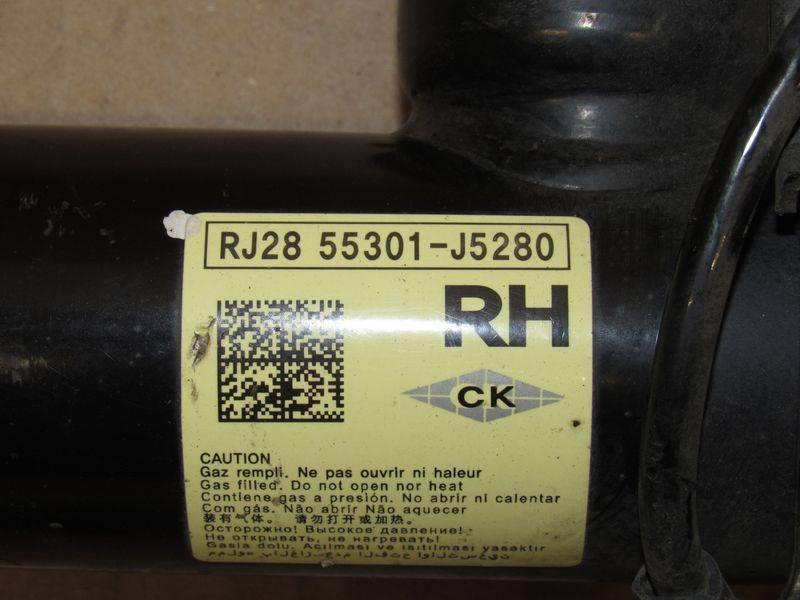 RJ28 55301-J5280
RH
CK
CAUTION
Gaz rempli. Ne pas ouvrir ni haleur
Gas filled. Do not open nor heat
Contiene gas a presión. No abrir ni calentar
Com gás. Não abrir Não aquecer
装有气体。 请勿打开或加热。
Осторожно! Высокое давление!
Не открывать, не нагревать!
Gasla dolu. Açılması ve ısıtılması yasaktır